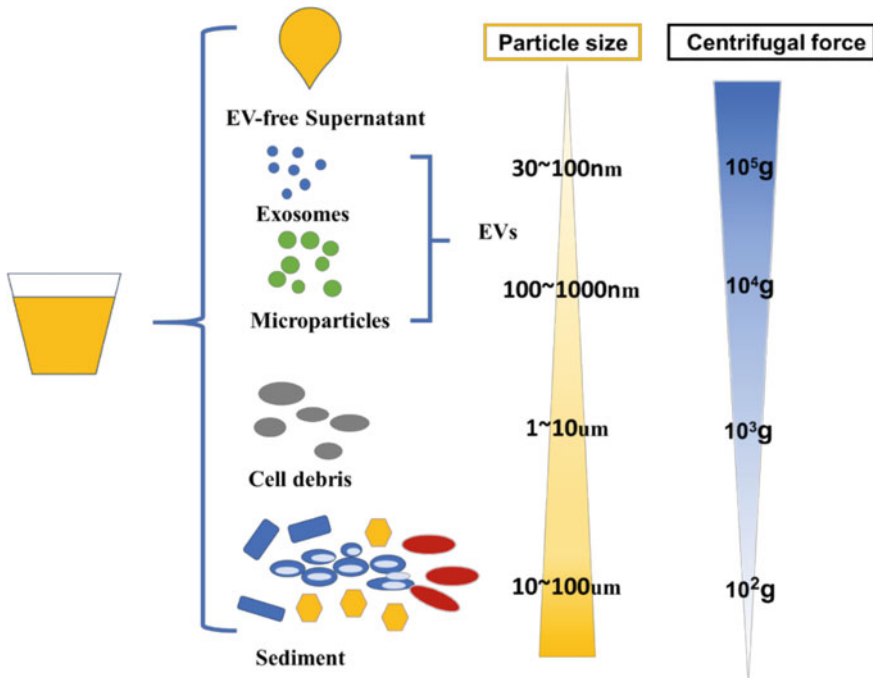 Particle size
Centrifugal force
EV-free Supernatant
30~100nm
10⁵g
Exosomes
EVs
100~1000nm
10⁴g
Microparticles
1~10um
10³g
Cell debris
10~100um
10²g
Sediment